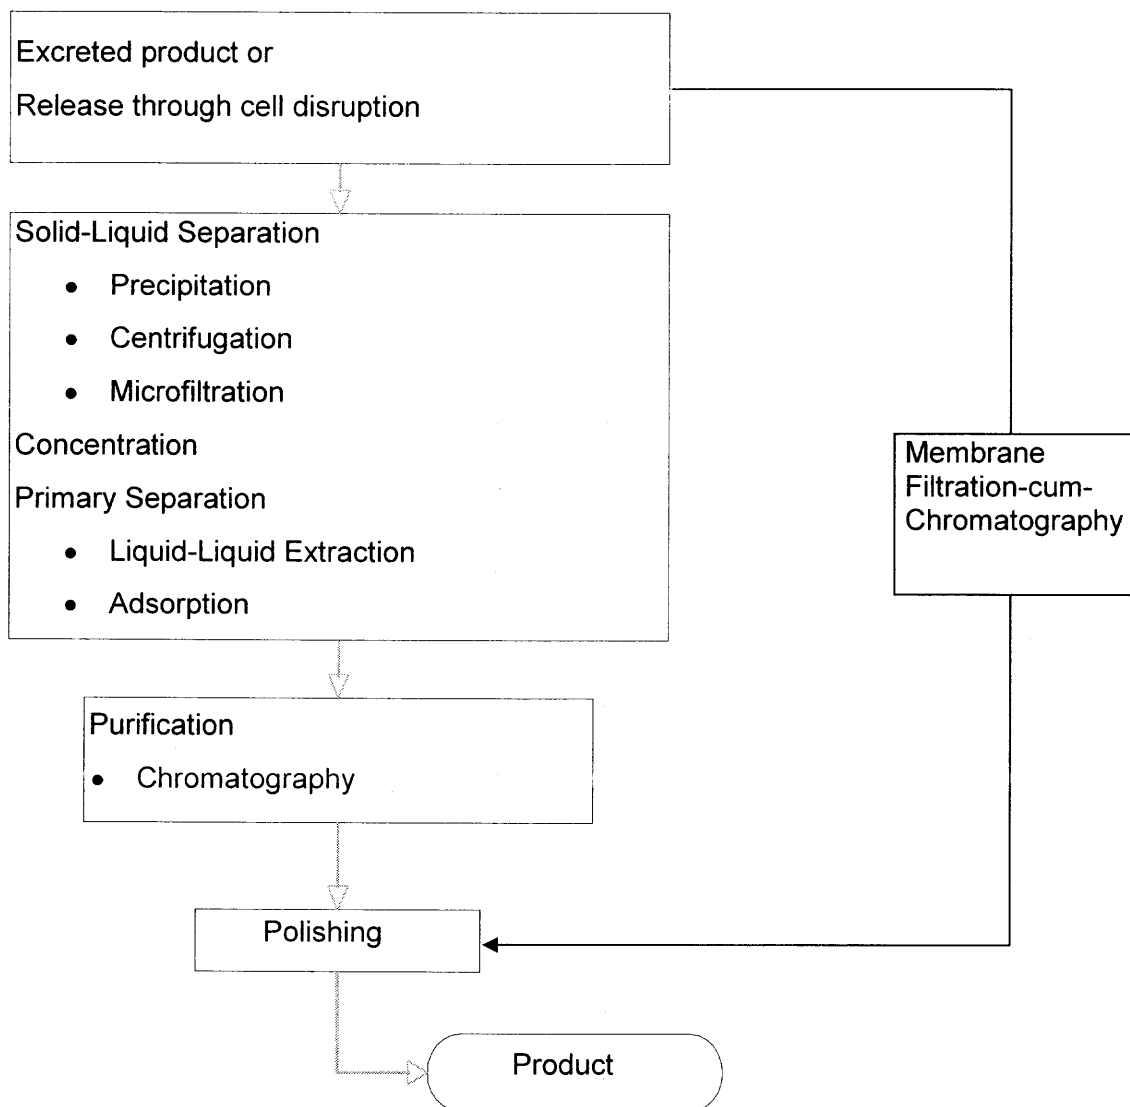 Excreted product or
Release through cell disruption
Solid-Liquid Separation
• Precipitation
• Centrifugation
• Microfiltration
Concentration
Primary Separation
• Liquid-Liquid Extraction
• Adsorption
Membrane
Filtration-cum-
Chromatography
Purification
• Chromatography
Polishing
Product